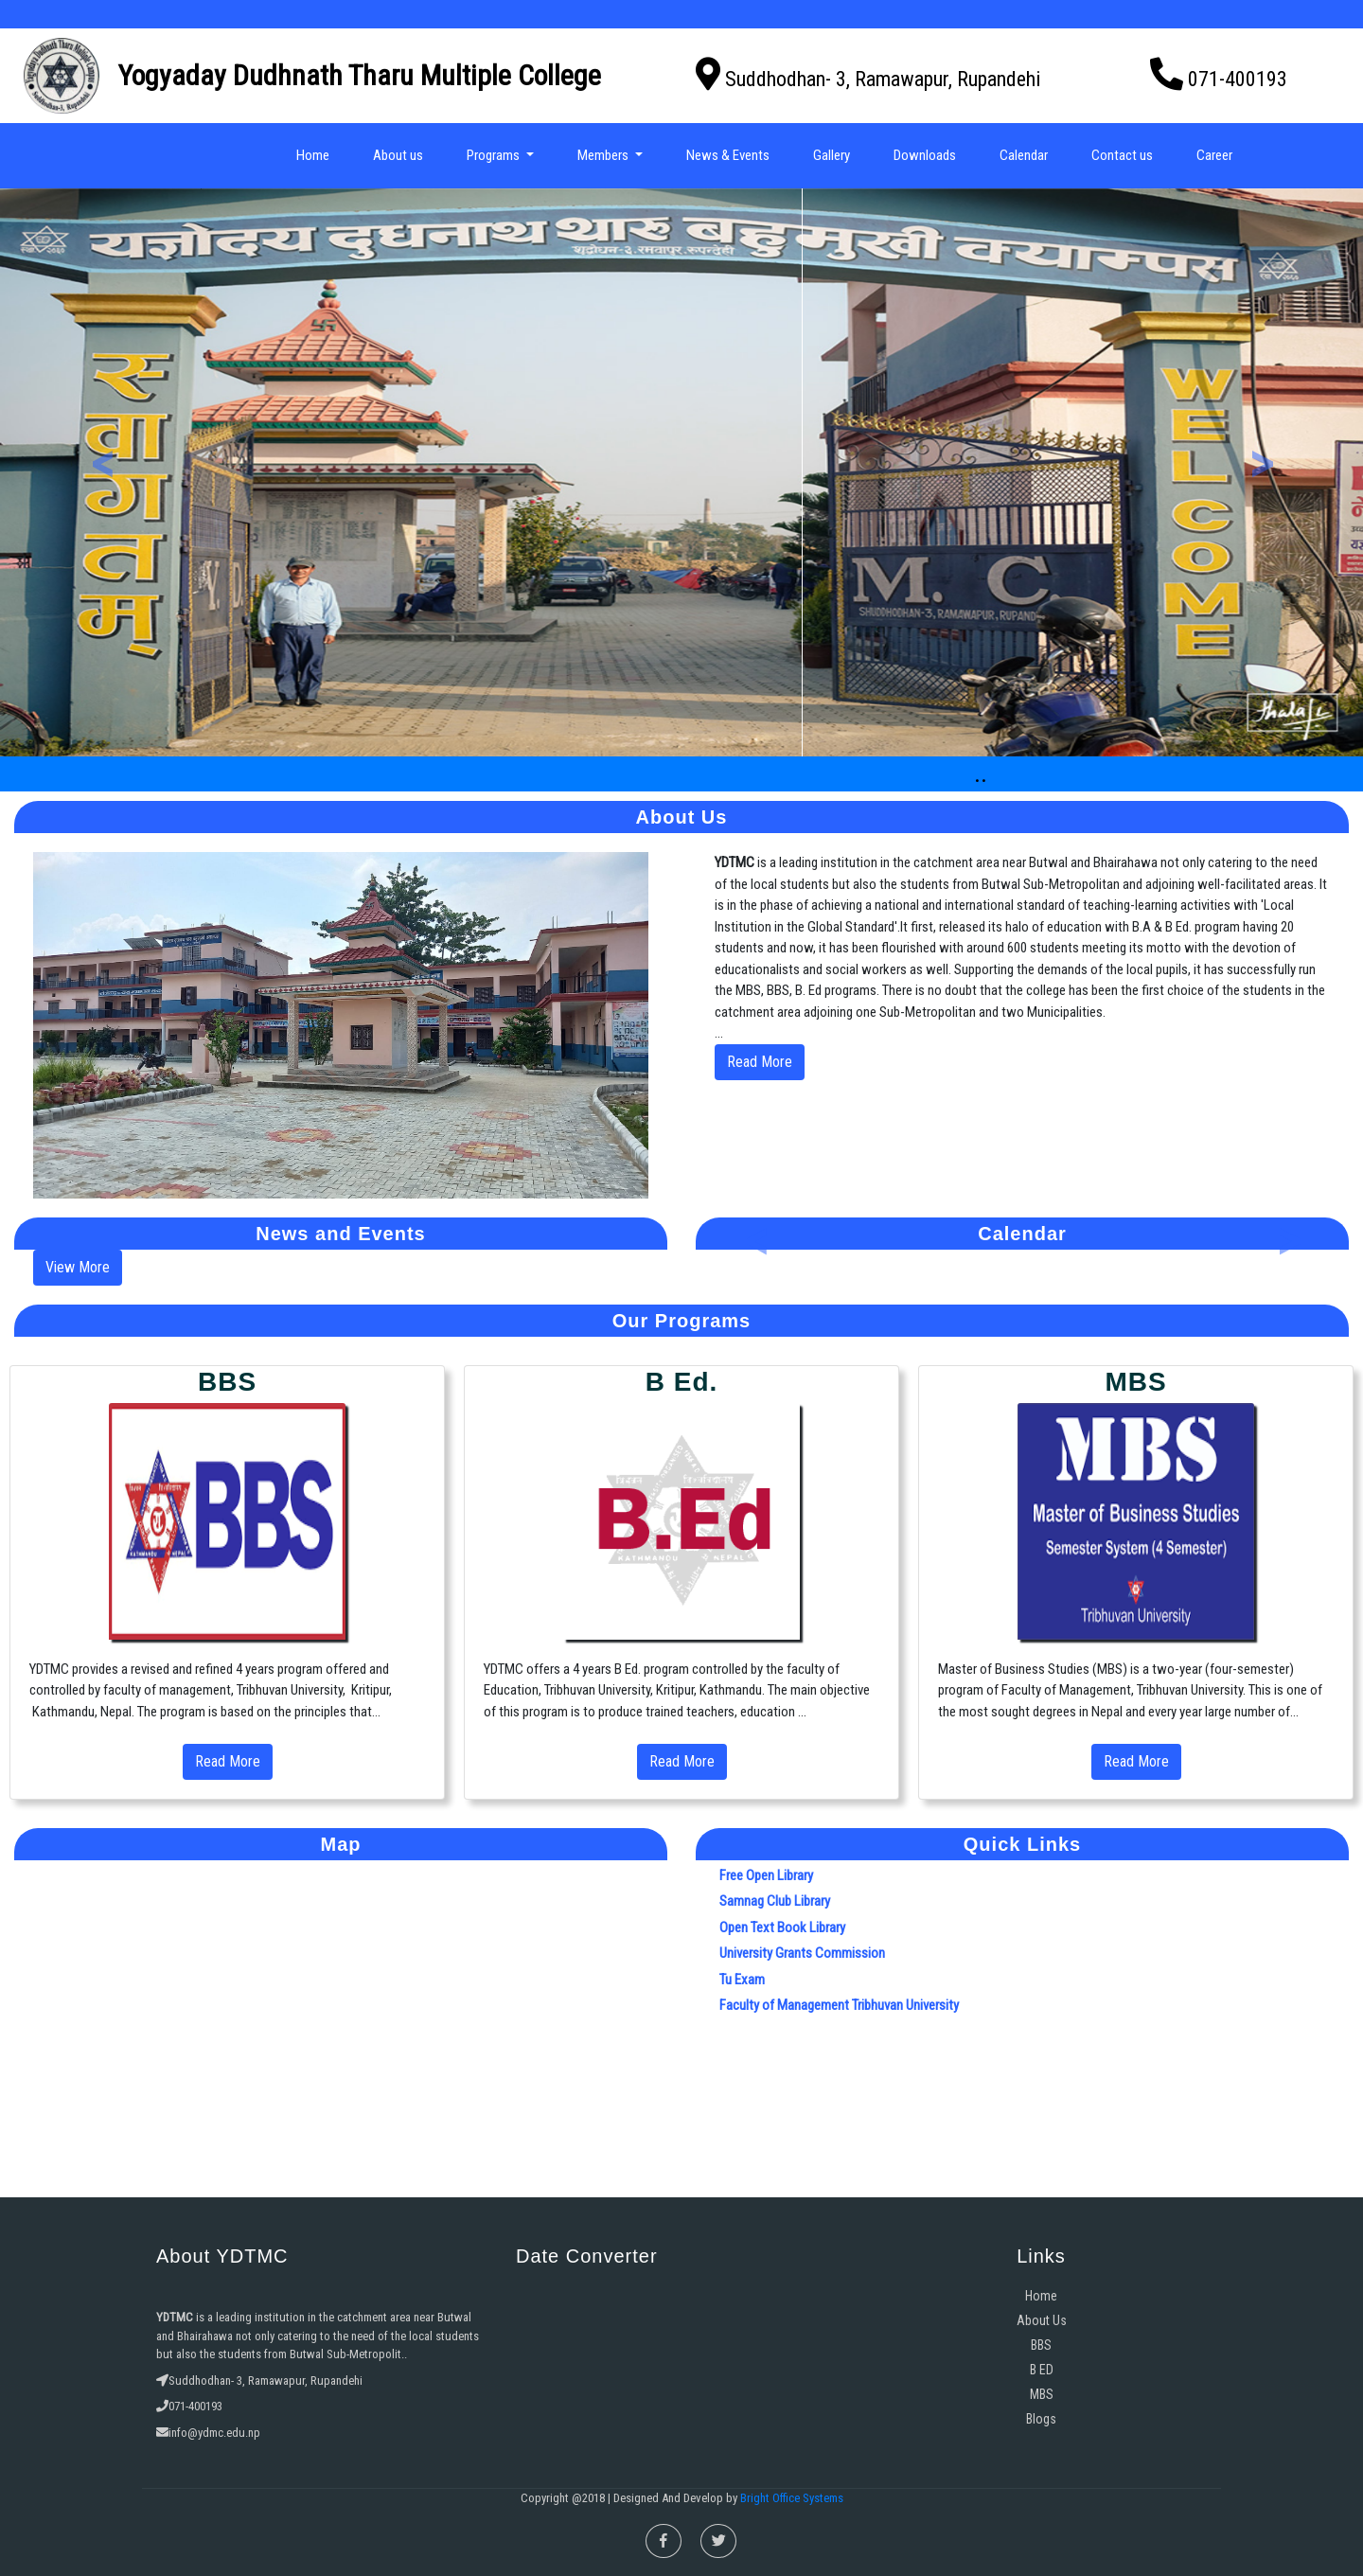 Yogyaday Dudhnath Tharu Multiple College
Suddhodhan- 3, Ramawapur, Rupandehi
071-400193
Home About us Programs Members News & Events Gallery Downloads Calendar Contact us Career
यज्ञोदय दुधनाथ थारू बहुमुखी क्याम्पस
शुद्धोधन-३, रमवापुर, रुपन्देही
स्वागतम्
WELCOME
Y. D.
M. C.
SHUDDHODHAN-3, RAMAWAPUR, RUPAND
<
>
..
About Us
YDTMC is a leading institution in the catchment area near Butwal and Bhairahawa not only catering to the need
of the local students but also the students from Butwal Sub-Metropolitan and adjoining well-facilitated areas. It
is in the phase of achieving a national and international standard of teaching-learning activities with 'Local
Institution in the Global Standard'.It first, released its halo of education with B.A & B Ed. program having 20
students and now, it has been flourished with around 600 students meeting its motto with the devotion of
educationalists and social workers as well. Supporting the demands of the local pupils, it has successfully run
the MBS, BBS, B. Ed programs. There is no doubt that the college has been the first choice of the students in the
catchment area adjoining one Sub-Metropolitan and two Municipalities.
...
Read More
News and Events
View More
Calendar
Our Programs
BBS
BBS
YDTMC provides a revised and refined 4 years program offered and
controlled by faculty of management, Tribhuvan University, Kritipur,
Kathmandu, Nepal. The program is based on the principles that...
Read More
B Ed.
B.Ed
KATHMANDU NEPAL
YDTMC offers a 4 years B Ed. program controlled by the faculty of
Education, Tribhuvan University, Kritipur, Kathmandu. The main objective
of this program is to produce trained teachers, education ...
Read More
MBS
MBS
Master of Business Studies
Semester System (4 Semester)
Tribhuvan University
Master of Business Studies (MBS) is a two-year (four-semester)
program of Faculty of Management, Tribhuvan University. This is one of
the most sought degrees in Nepal and every year large number of...
Read More
Map
Quick Links
Free Open Library
Samnag Club Library
Open Text Book Library
University Grants Commission
Tu Exam
Faculty of Management Tribhuvan University
About YDTMC
YDTMC is a leading institution in the catchment area near Butwal
and Bhairahawa not only catering to the need of the local students
but also the students from Butwal Sub-Metropolit..
Suddhodhan- 3, Ramawapur, Rupandehi
071-400193
info@ydmc.edu.np
Date Converter
Links
Home
About Us
BBS
B ED
MBS
Blogs
Copyright @2018 | Designed And Develop by Bright Office Systems